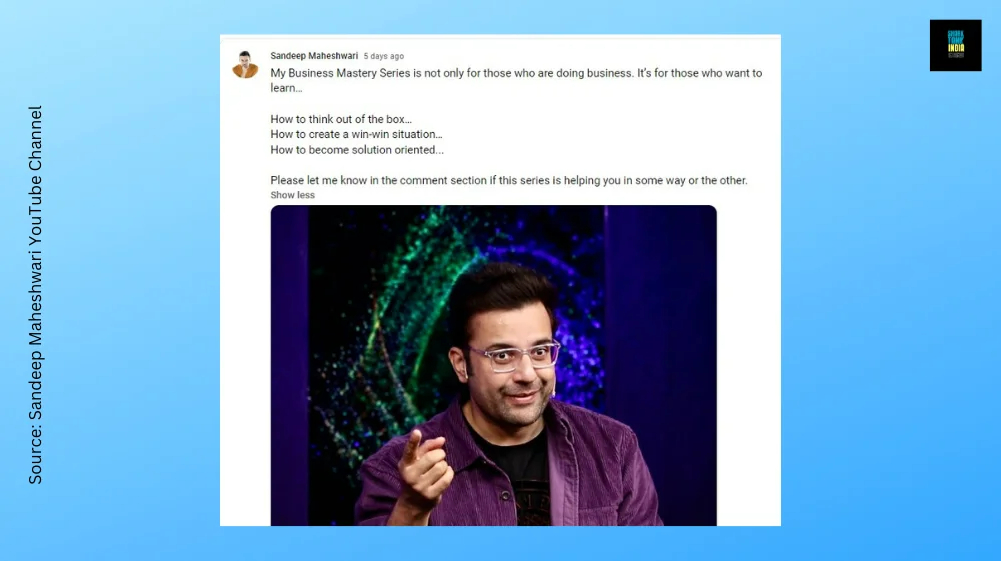 Sandeep Maheshwari 5 days ago
My Business Mastery Series is not only for those who are doing business. It's for those who want to
learn...
How to think out of the box...
How to create a win-win situation...
How to become solution oriented...
Please let me know in the comment section if this series is helping you in some way or the other.
Show less
Source: Sandeep Maheshwari YouTube Channel
SHARK
TANK
INDIA